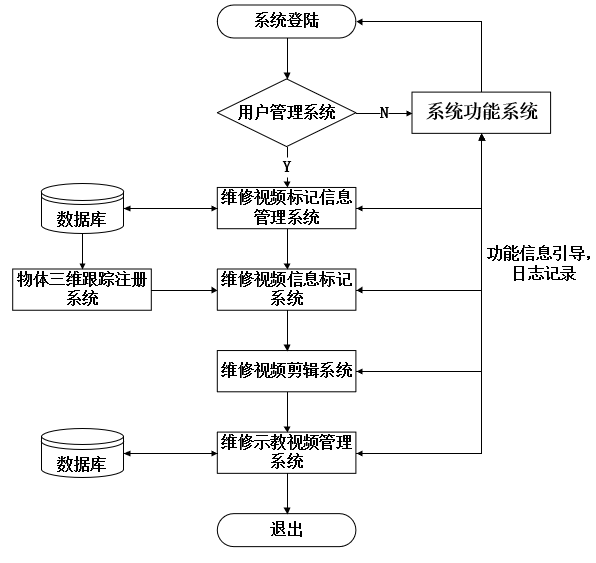 系统登陆
用户管理系统
N
系统功能系统
Y
维修视频标记信息
管理系统
数据库
功能信息引导，
日志记录
物体三维跟踪注册
系统
维修视频信息标记
系统
维修视频剪辑系统
维修示教视频管理
系统
数据库
退出